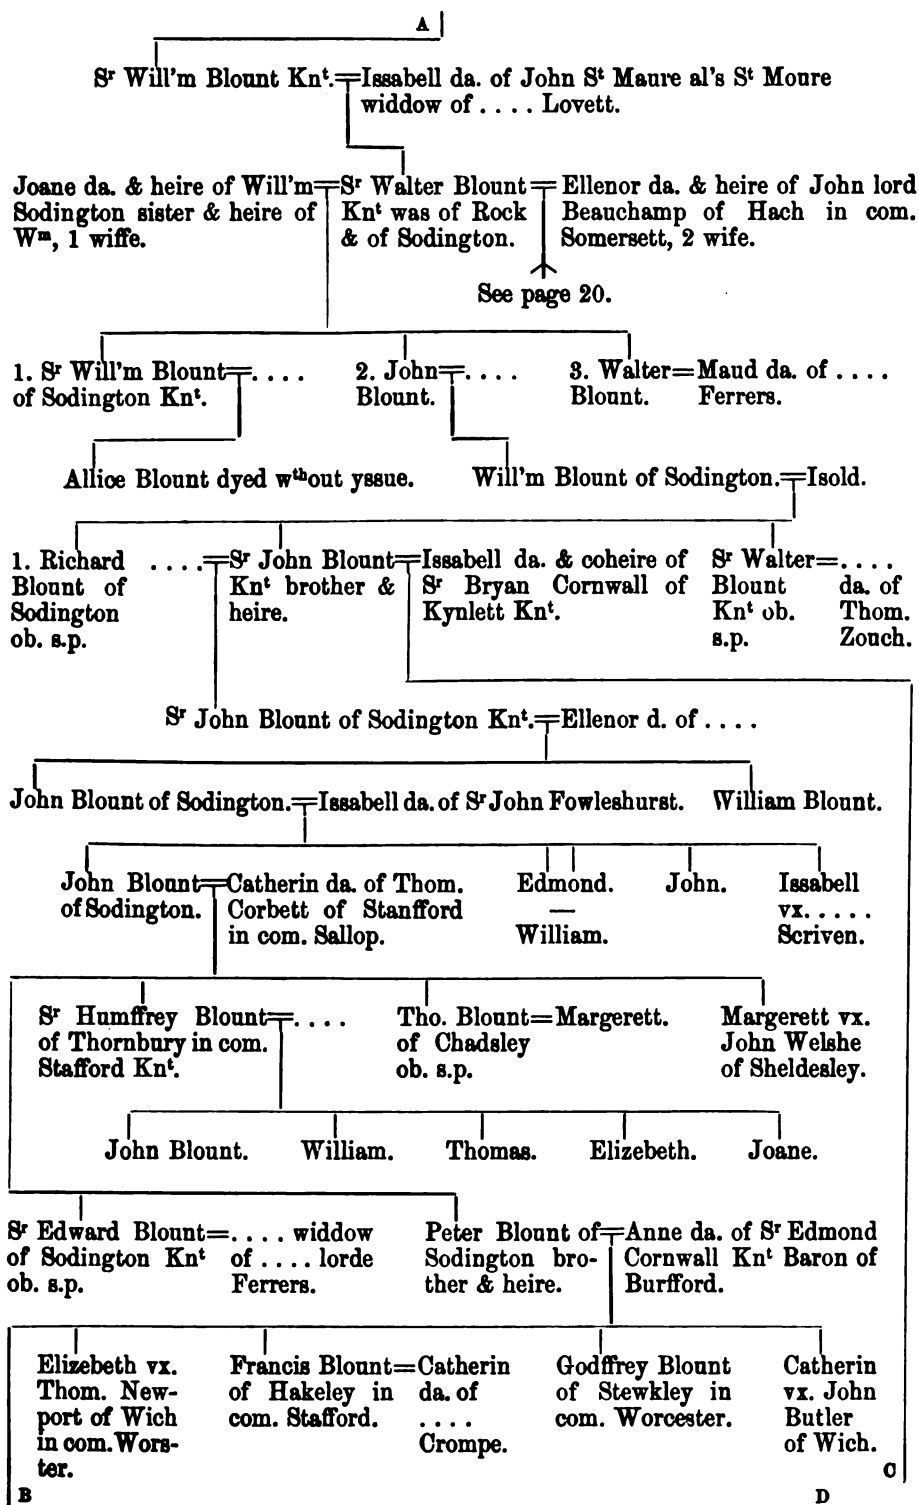 A
Sr Will'm Blount Knt.=Issabell da. of John St Maure al's St Moure
widdow of . . . . Lovett.
Joane da. & heire of Will'm=Sr Walter Blount=Ellenor da. & heire of John lord
Sodington sister & heire of Knt was of Rock Beauchamp of Hach in com.
Wm, 1 wiffe. & of Sodington. Somersett, 2 wife.
See page 20.
1. Sr Will'm Blount=. . . . 2. John=. . . . 3. Walter=Maud da. of . . . .
of Sodington Knt. Blount. Blount. Ferrers.
Allice Blount dyed wthout yssue. Will'm Blount of Sodington.=Isold.
1. Richard . . . .=Sr John Blount=Issabell da. & coheire of Sr Walter=. . . .
Blount of Knt brother & Sr Bryan Cornwall of Blount da. of
Sodington heire. Kynlett Knt. Knt ob. Thom.
ob. s.p. s.p. Zouch.
Sr John Blount of Sodington Knt.=Ellenor d. of . . . .
John Blount of Sodington.=Issabell da. of Sr John Fowleshurst. William Blount.
John Blount=Catherin da. of Thom. Edmond. John. Issabell
of Sodington. Corbett of Stanfford — vx. . . . .
in com. Sallop. William. Scriven.
Sr Humffrey Blount=. . . . Tho. Blount=Margerett. Margerett vx.
of Thornbury in com. of Chadsley John Welshe
Stafford Knt. ob. s.p. of Sheldesley.
John Blount. William. Thomas. Elizebeth. Joane.
Sr Edward Blount=. . . . widdow Peter Blount of=Anne da. of Sr Edmond
of Sodington Knt of . . . . lorde Sodington bro- Cornwall Knt Baron of
ob. s.p. Ferrers. ther & heire. Burfford.
Elizebeth vx. Francis Blount=Catherin Godffrey Blount Catherin
Thom. New- of Hakeley in da. of of Stewkley in vx. John
port of Wich com. Stafford. . . . . com. Worcester. Butler
in com. Wors- Crompe. of Wich.
ter. C
B D